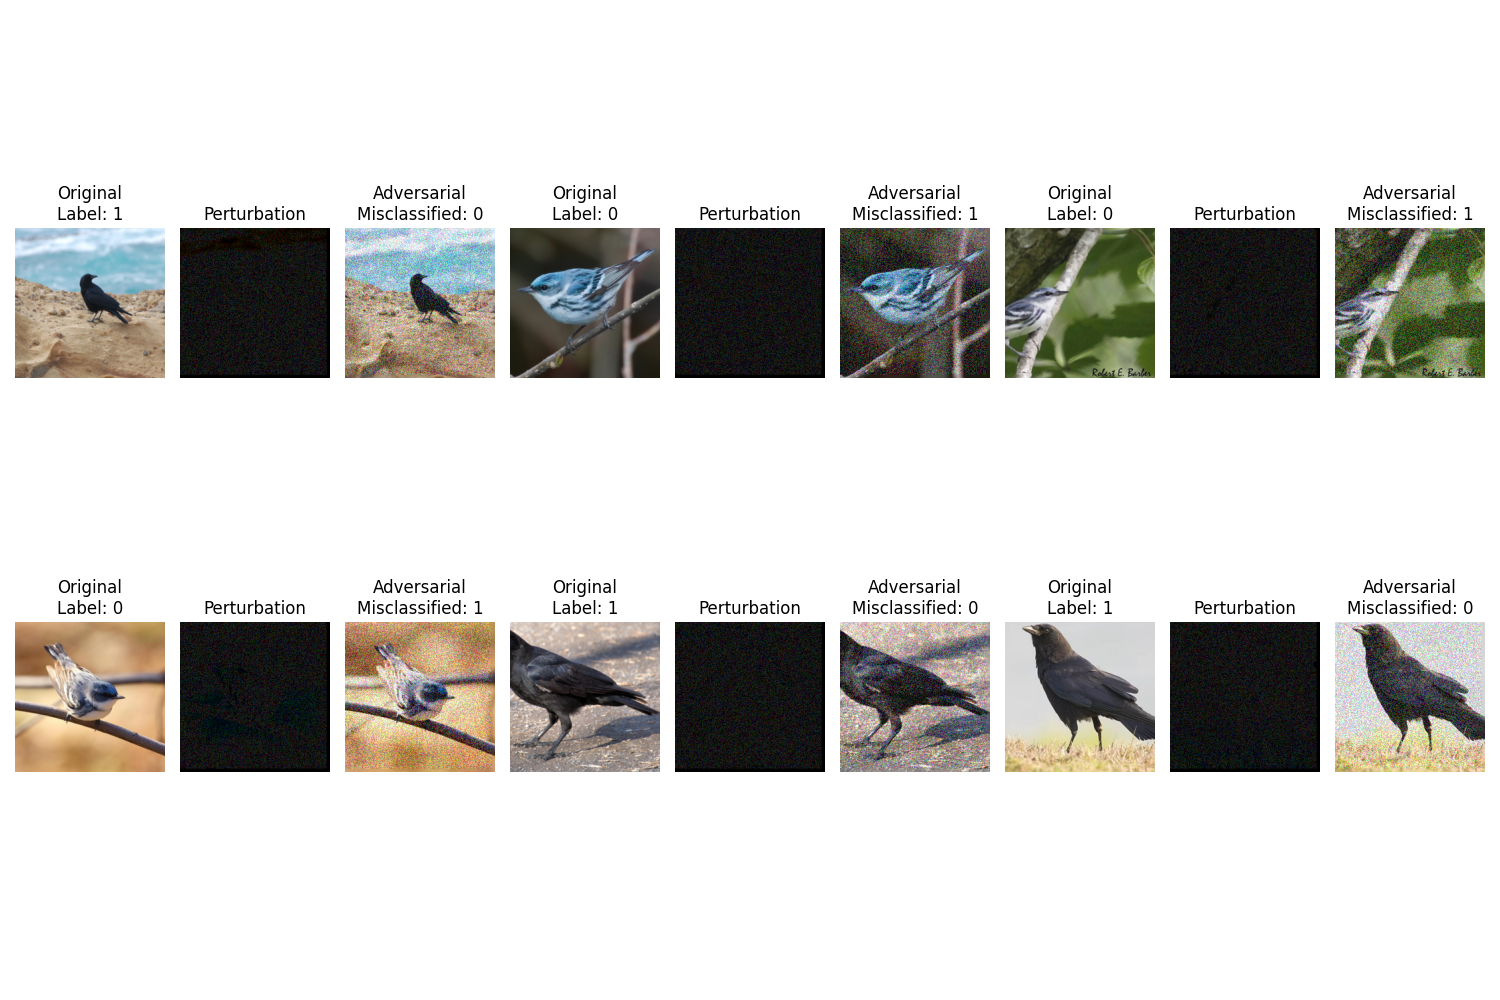 Original
Label: 1
Perturbation
Adversarial
Misclassified: 0
Original
Label: 0
Perturbation
Adversarial
Misclassified: 1
Original
Label: 0
Perturbation
Adversarial
Misclassified: 1
Robert E. Barber
Robert E. Barber
Original
Label: 0
Perturbation
Adversarial
Misclassified: 1
Original
Label: 1
Perturbation
Adversarial
Misclassified: 0
Original
Label: 1
Perturbation
Adversarial
Misclassified: 0